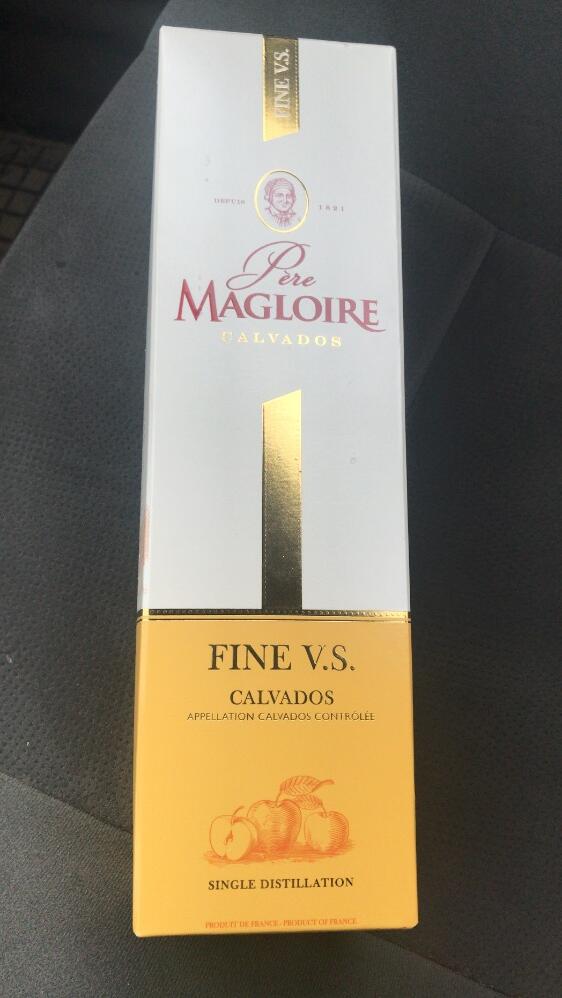 FINE V.S.
DEPUIS 1821
Père
MAGLOIRE
CALVADOS
FINE V.S.
CALVADOS
APPELLATION CALVADOS CONTRÔLÉE
SINGLE DISTILLATION
PRODUIT DE FRANCE - PRODUCT OF FRANCE